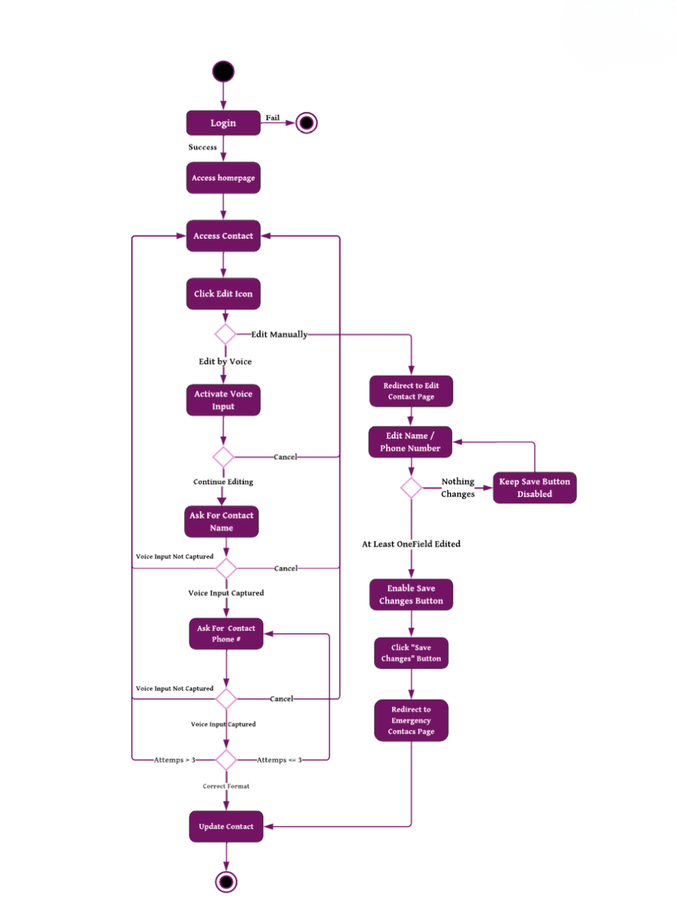 Login
Fail
Success
Access homepage
Access Contact
Click Edit Icon
Edit Manually
Edit by Voice
Activate Voice
Input
Cancel
Continue Editing
Ask For Contact
Name
Voice Input Not Captured
Cancel
Voice Input Captured
Ask For Contact
Phone #
Voice Input Not Captured
Cancel
Voice Input Captured
Attemps > 3
Attemps <= 3
Correct Format
Update Contact
Redirect to Edit
Contact Page
Edit Name /
Phone Number
Nothing
Changes
Keep Save Button
Disabled
At Least OneField Edited
Enable Save
Changes Button
Click "Save
Changes" Button
Redirect to
Emergency
Contacs Page